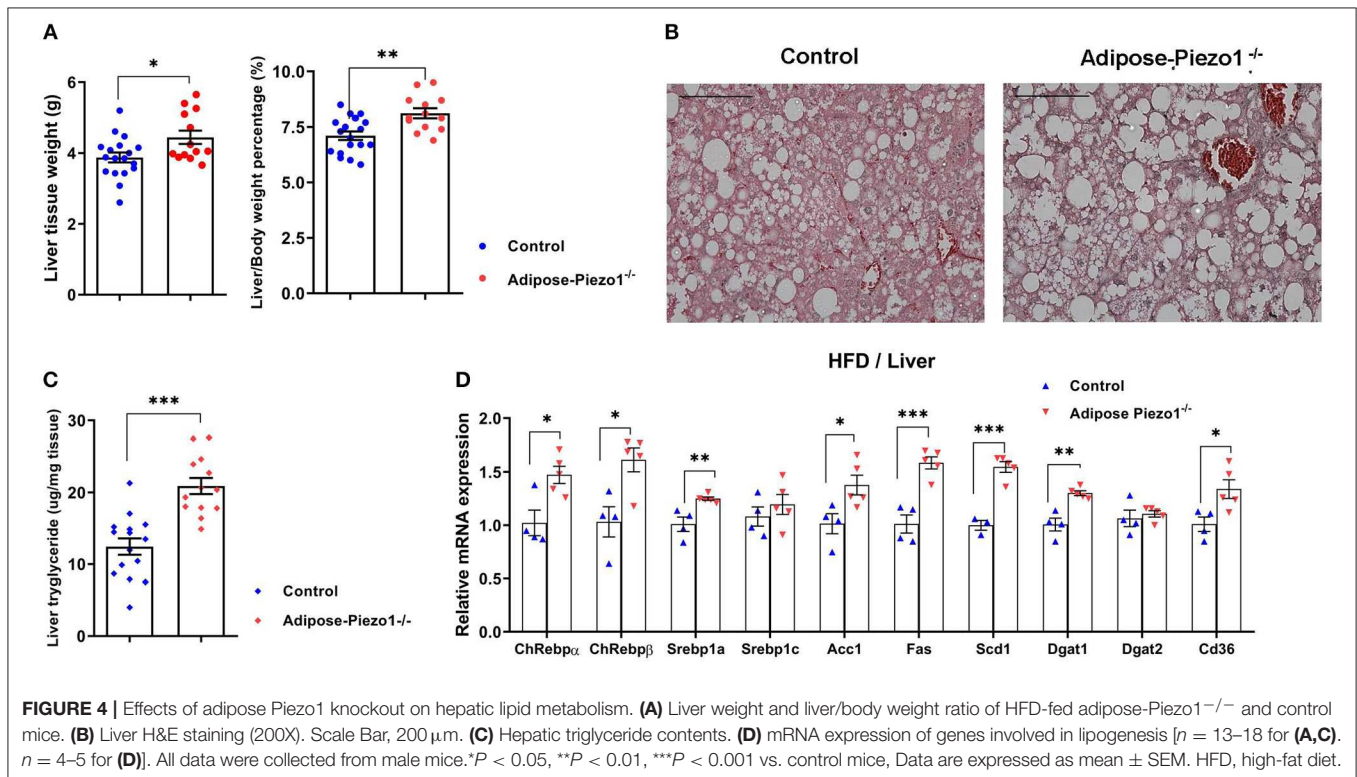 A
Liver tissue weight (g)
6
4
2
0
*
Liver/Body weight percentage (%)
10.0
7.5
5.0
2.5
0.0
**
Control
Adipose-Piezo1-/-
B
Control
Adipose-Piezo1 -/-
C
Liver tryglyceride (ug/mg tissue)
30
20
10
0
***
Control
Adipose-Piezo1-/-
D
HFD / Liver
Control
Adipose Piezo1-/-
Relative mRNA expression
2.0
1.5
1.0
0.5
0.0
* * ** * *** *** ** *
ChRebpα ChRebpβ Srebp1a Srebp1c Acc1 Fas Scd1 Dgat1 Dgat2 Cd36
FIGURE 4 | Effects of adipose Piezo1 knockout on hepatic lipid metabolism. (A) Liver weight and liver/body weight ratio of HFD-fed adipose-Piezo1−/− and control
mice. (B) Liver H&E staining (200X). Scale Bar, 200 μm. (C) Hepatic triglyceride contents. (D) mRNA expression of genes involved in lipogenesis [n = 13–18 for (A,C).
n = 4–5 for (D)]. All data were collected from male mice.*P < 0.05, **P < 0.01, ***P < 0.001 vs. control mice, Data are expressed as mean ± SEM. HFD, high-fat diet.